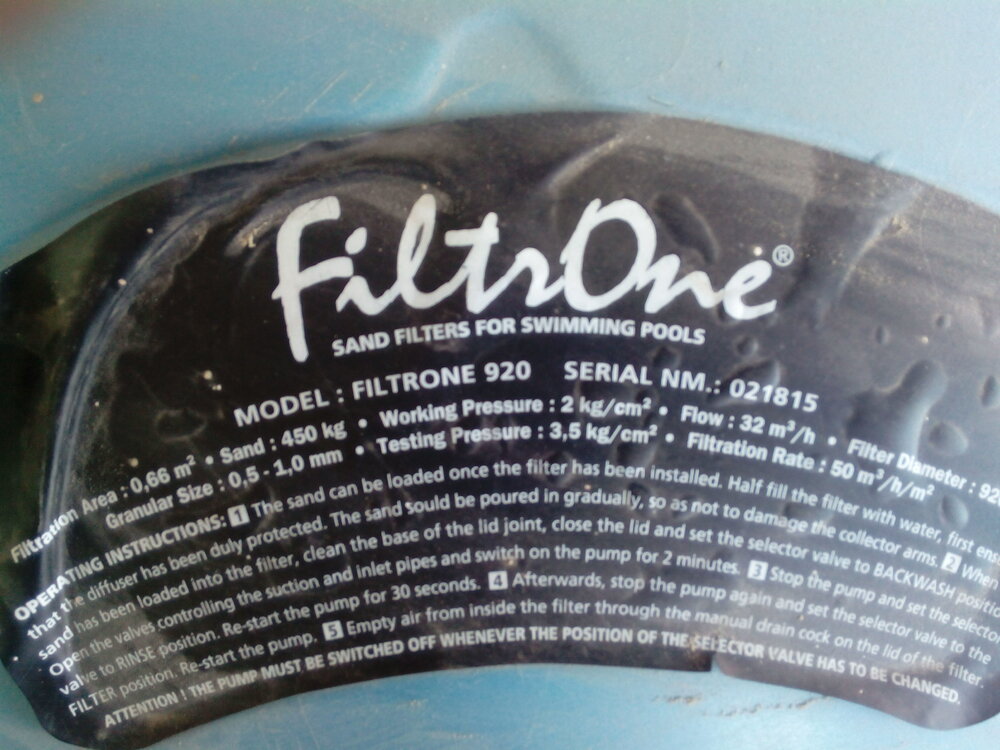 FiltrOne®
SAND FILTERS FOR SWIMMING POOLS
MODEL : FILTRONE 920 SERIAL NM.: 021815
Filtration Area : 0,66 m² • Sand : 450 kg • Working Pressure : 2 kg/cm² • Flow : 32 m³/h • Filter Diameter : 92
Granular Size : 0,5 - 1,0 mm • Testing Pressure : 3,5 kg/cm² • Filtration Rate : 50 m³/h/m²
OPERATING INSTRUCTIONS: 1 The sand can be loaded once the filter has been installed. Half fill the filter with water, first
that the diffuser has been duly protected. The sand sould be poured in gradually, so as not to damage the collector arms. 2 When
sand has been loaded into the filter, clean the base of the lid joint, close the lid and set the selector valve to BACKWASH
Open the valves controlling the suction and inlet pipes and switch on the pump for 2 minutes. 3 Stop the pump and set the selector
valve to RINSE position. Re-start the pump for 30 seconds. 4 Afterwards, stop the pump again and set the selector valve to the
FILTER position. Re-start the pump. 5 Empty air from inside the filter through the manual drain cock on the lid of the filter.
ATTENTION ! THE PUMP MUST BE SWITCHED OFF WHENEVER THE POSITION OF THE SELECTOR VALVE HAS TO BE CHANGED.